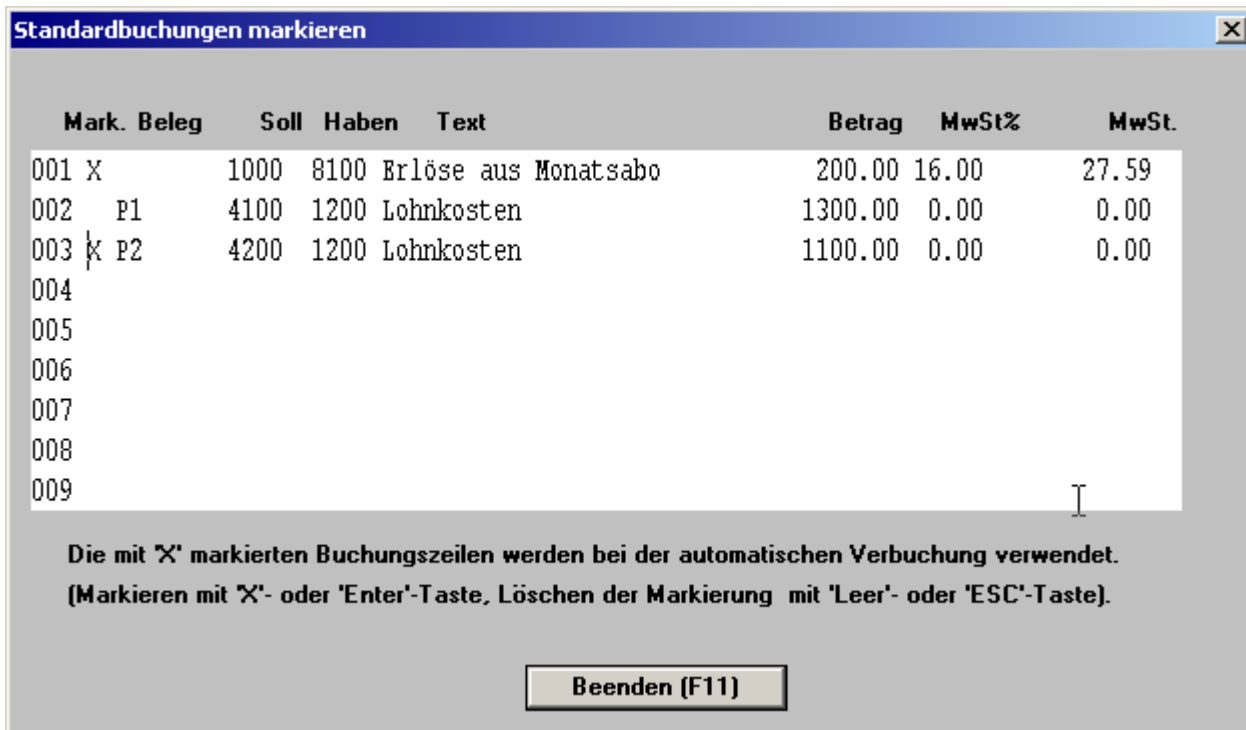 Standardbuchungen markieren
Mark. Beleg Soll Haben Text Betrag MwSt% MwSt.
001 X 1000 8100 Erlöse aus Monatsabo 200.00 16.00 27.59
002 P1 4100 1200 Lohnkosten 1300.00 0.00 0.00
003 X P2 4200 1200 Lohnkosten 1100.00 0.00 0.00
004
005
006
007
008
009
Die mit 'X' markierten Buchungszeilen werden bei der automatischen Verbuchung verwendet.
(Markieren mit 'X'- oder 'Enter'-Taste, Löschen der Markierung mit 'Leer'- oder 'ESC'-Taste).
Beenden (F11)